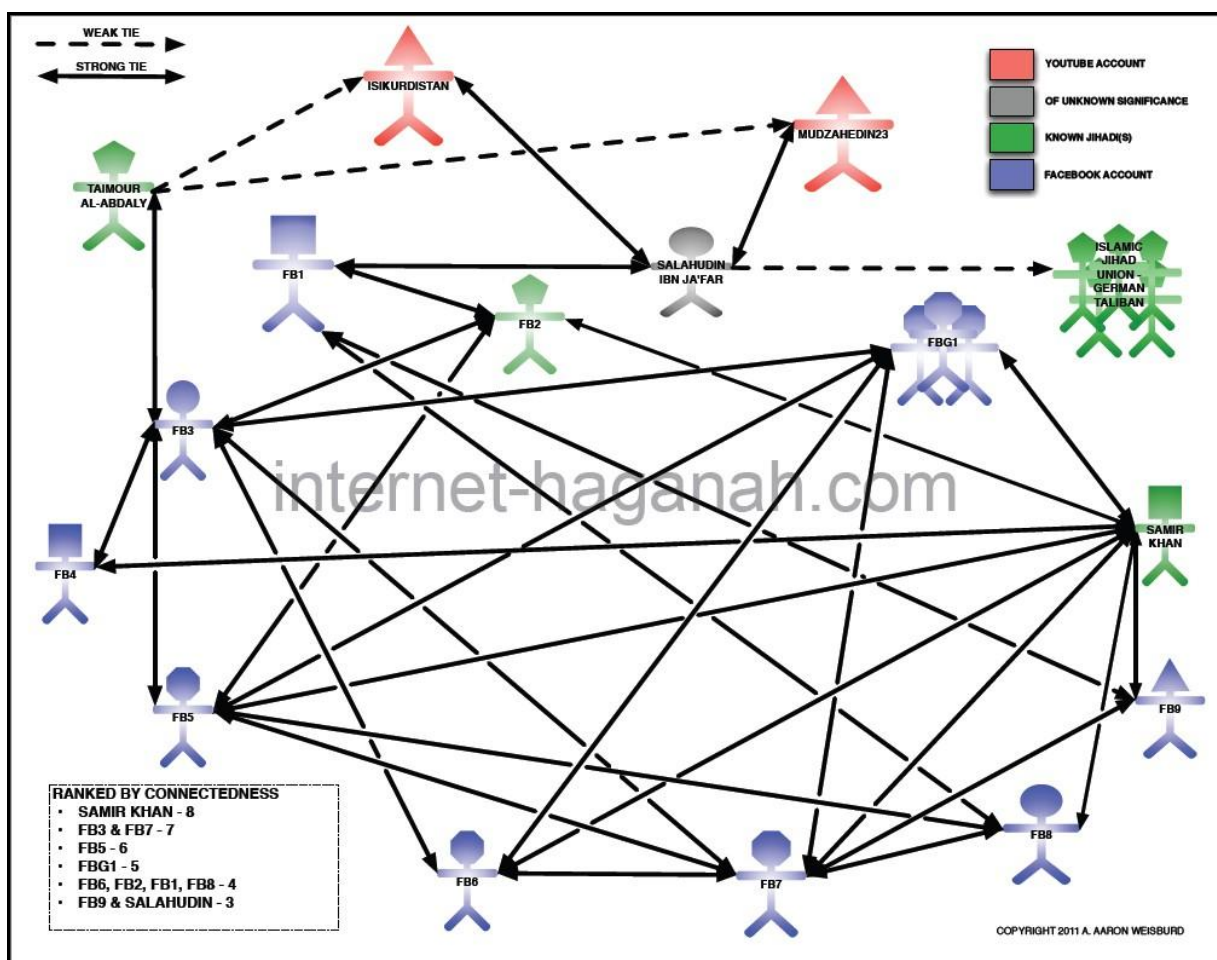 WEAK TIE
STRONG TIE
ISIKURDISTAN
MUDZAHEDIN23
YOUTUBE ACCOUNT
OF UNKNOWN SIGNIFICANCE
KNOWN JIHADI(S)
FACEBOOK ACCOUNT
TAIMOUR
AL-ABDALY
FB1
SALAHUDIN
IBN JA'FAR
ISLAMIC
JIHAD
UNION -
GERMAN
TALIBAN
FB2
FBG1
FB3
internet-haganah.com
SAMIR
KHAN
FB4
FB5
FB9
RANKED BY CONNECTEDNESS
• SAMIR KHAN - 8
• FB3 & FB7 - 7
• FB5 - 6
• FBG1 - 5
• FB6, FB2, FB1, FB8 - 4
• FB9 & SALAHUDIN - 3
FB8
FB6
FB7
COPYRIGHT 2011 A. AARON WEISBURD